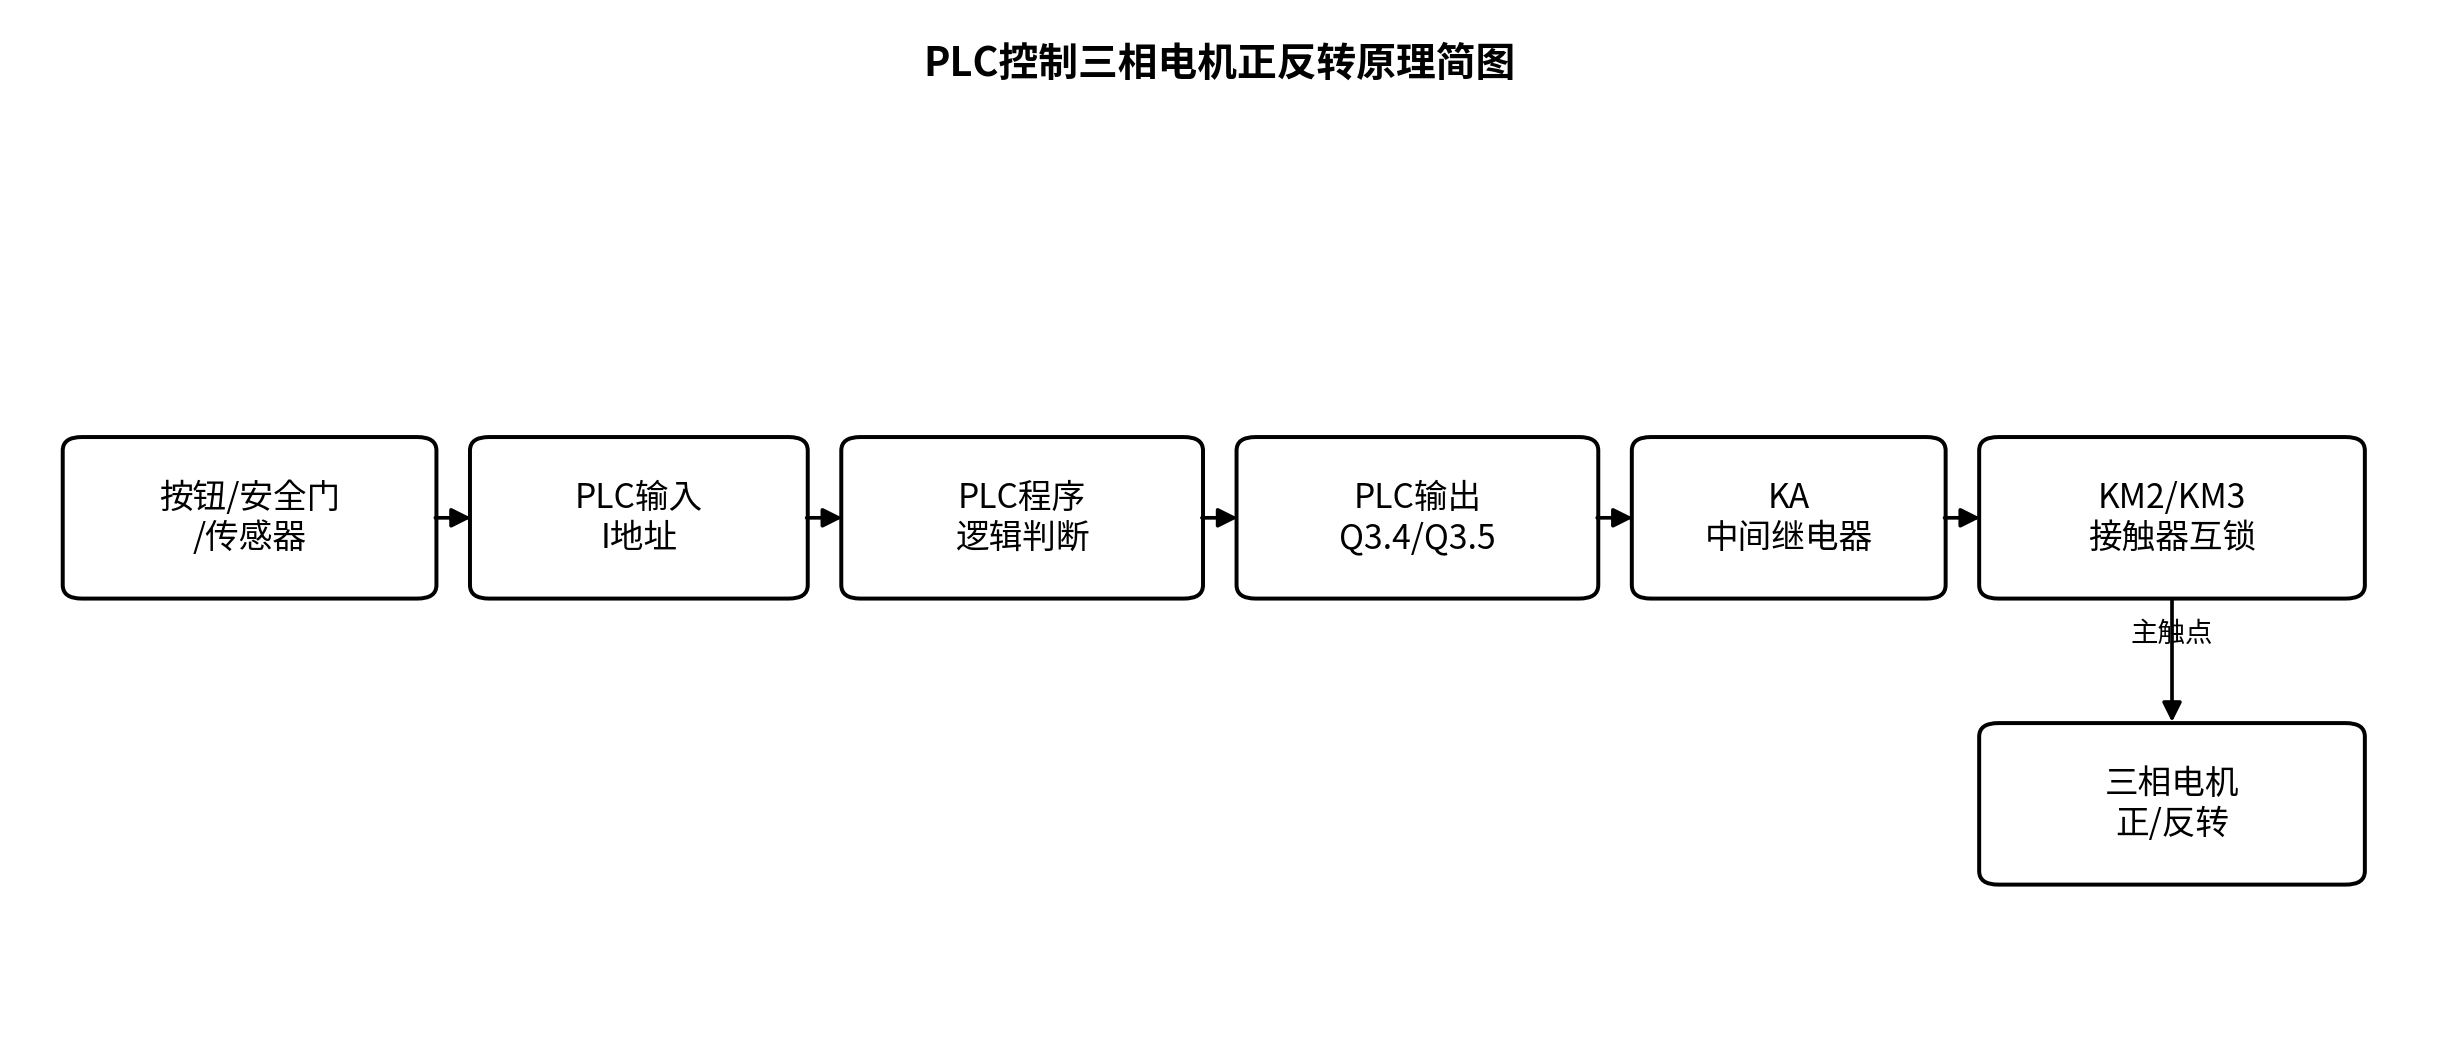 PLC控制三相电机正反转原理简图
按钮/安全门
/传感器
PLC输入
I地址
PLC程序
逻辑判断
PLC输出
Q3.4/Q3.5
KA
中间继电器
KM2/KM3
接触器互锁
主触点
三相电机
正/反转